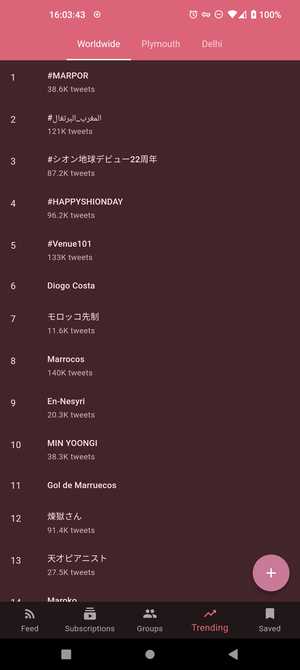 16:03:43
100%
Worldwide Plymouth Delhi
1 #MARPOR
38.6K tweets
2 #المغرب_البرتغال
121K tweets
3 #シオン地球デビュー22周年
87.2K tweets
4 #HAPPYSHIONDAY
96.2K tweets
5 #Venue101
133K tweets
6 Diogo Costa
7 モロッコ先制
11.6K tweets
8 Marrocos
140K tweets
9 En-Nesyri
20.3K tweets
10 MIN YOONGI
38.3K tweets
11 Gol de Marruecos
12 煉獄さん
91.4K tweets
13 天才ピアニスト
27.5K tweets
14 Maroko
Feed Subscriptions Groups Trending Saved